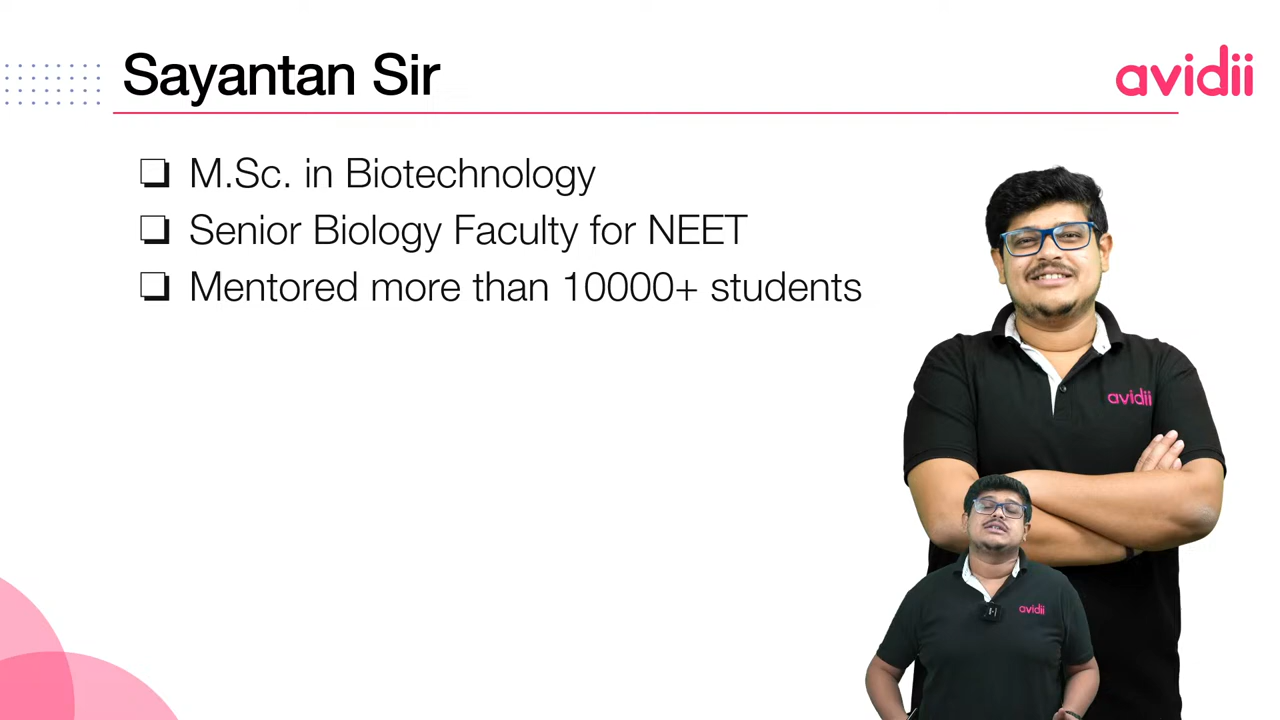 Sayantan Sir
avidii
M.Sc. in Biotechnology
Senior Biology Faculty for NEET
Mentored more than 10000+ students
avidii
avidii